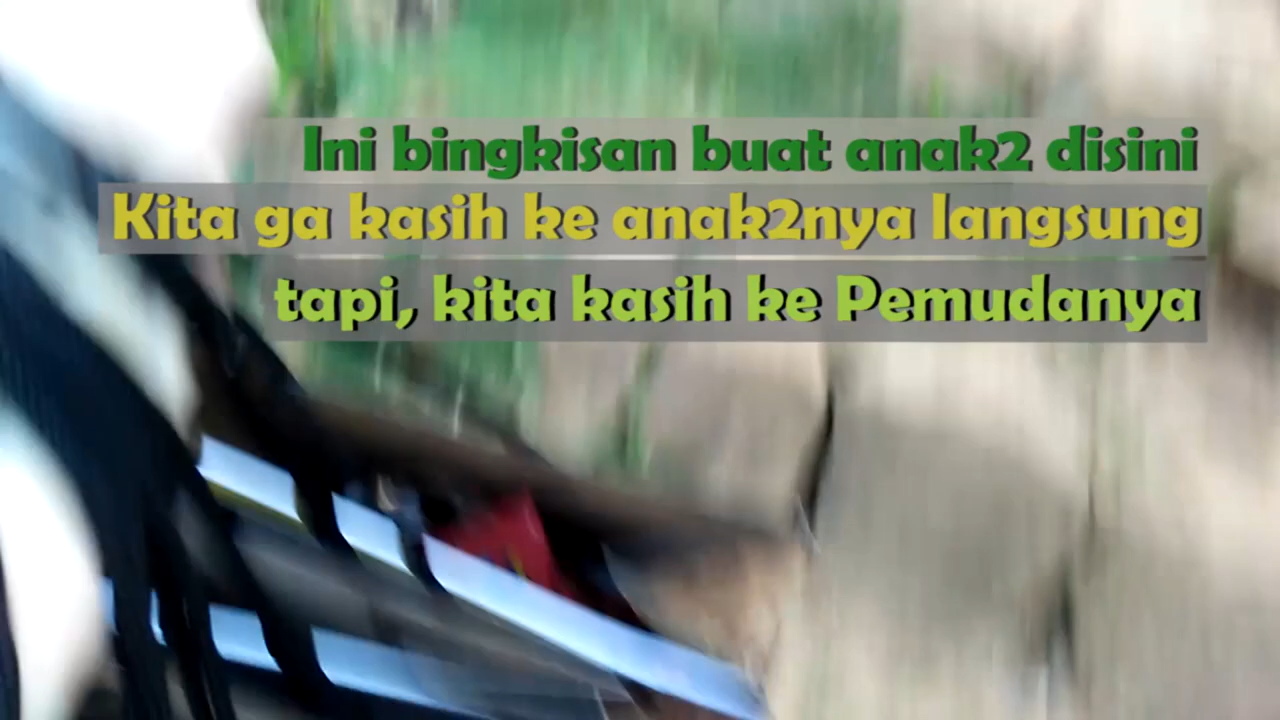 Ini bingkisan buat anak2 disini
Kita ga kasih ke anak2nya langsung
tapi, kita kasih ke Pemudanya